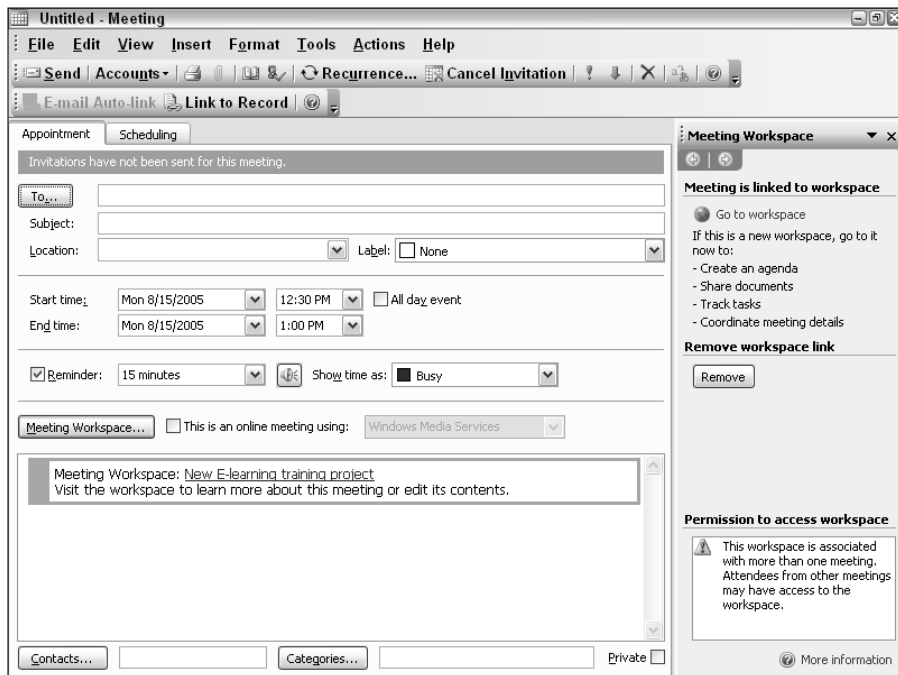 Untitled - Meeting
File Edit View Insert Format Tools Actions Help
Send Accounts Recurrence... Cancel Invitation
E-mail Auto-link Link to Record
Appointment Scheduling
Invitations have not been sent for this meeting.
To...
Subject:
Location: Label: None
Start time: Mon 8/15/2005 12:30 PM All day event
End time: Mon 8/15/2005 1:00 PM
Reminder: 15 minutes Show time as: Busy
Meeting Workspace... This is an online meeting using: Windows Media Services
Meeting Workspace: New E-learning training project
Visit the workspace to learn more about this meeting or edit its contents.
Contacts... Categories... Private
Meeting Workspace
Meeting is linked to workspace
Go to workspace
If this is a new workspace, go to it
now to:
- Create an agenda
- Share documents
- Track tasks
- Coordinate meeting details
Remove workspace link
Remove
Permission to access workspace
This workspace is associated
with more than one meeting.
Attendees from other meetings
may have access to the
workspace.
More information